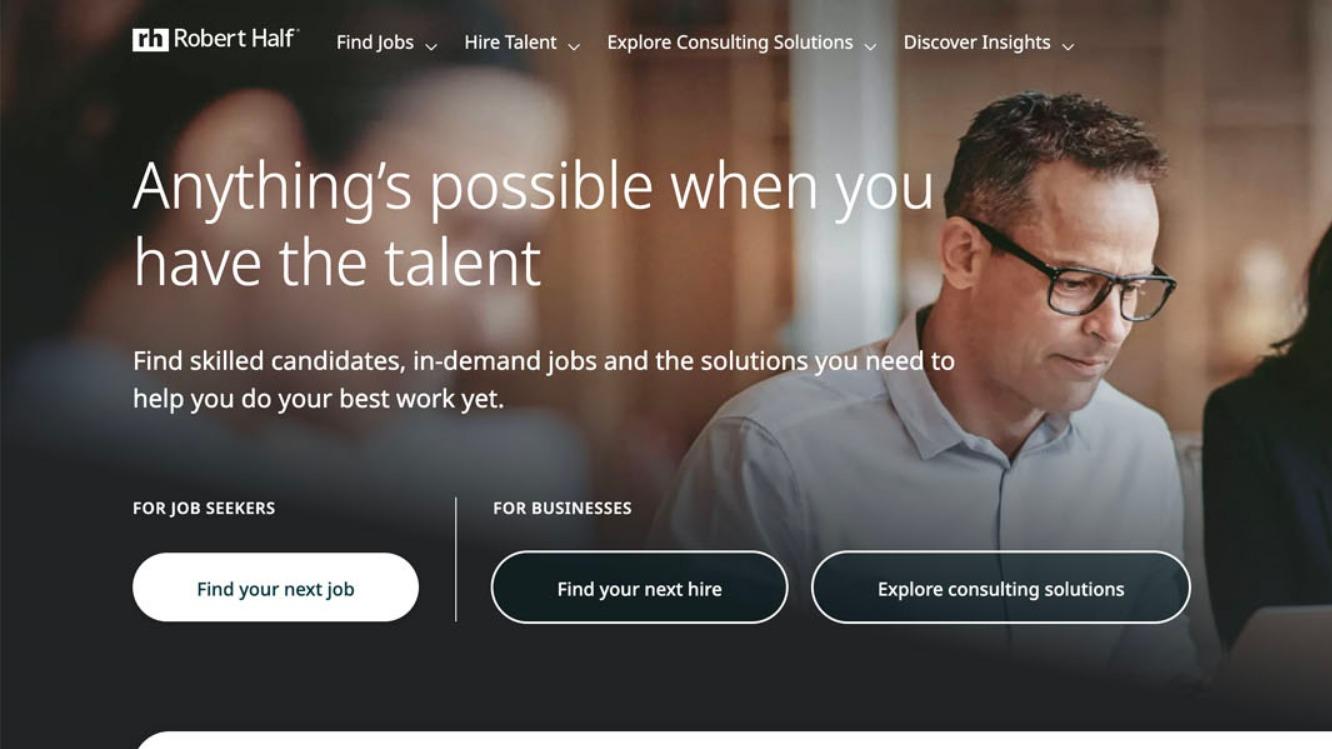 rh Robert Half®
Find Jobs
Hire Talent
Explore Consulting Solutions
Discover Insights
Anything’s possible when you
have the talent
Find skilled candidates, in-demand jobs and the solutions you need to
help you do your best work yet.
FOR JOB SEEKERS
FOR BUSINESSES
Find your next job
Find your next hire
Explore consulting solutions